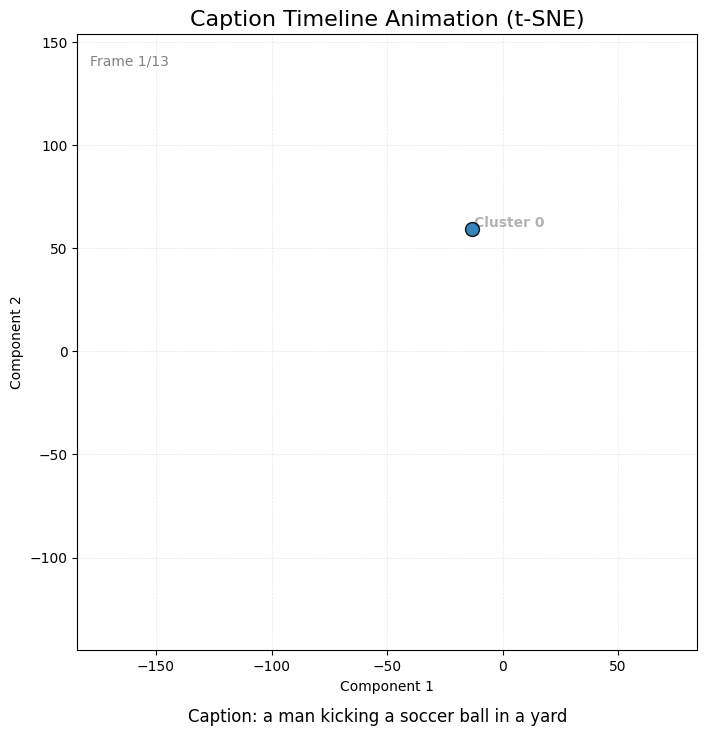 Caption Timeline Animation (t-SNE)
Frame 1/13
Cluster 0
150
100
50
0
−50
−100
Component 2
−150
−100
−50
0
50
Component 1
Caption: a man kicking a soccer ball in a yard